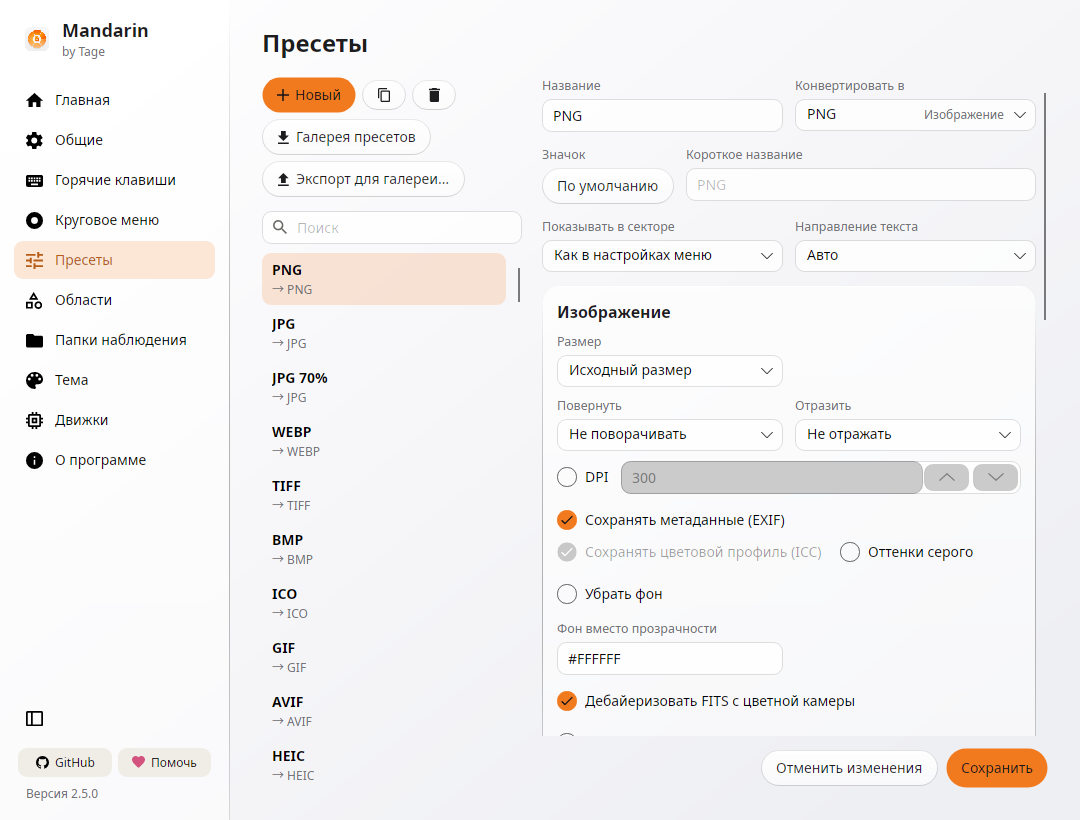 Mandarin
by Tage
Главная
Общие
Горячие клавиши
Круговое меню
Пресеты
Области
Папки наблюдения
Тема
Движки
О программе
GitHub
Помочь
Версия 2.5.0
Пресеты
Новый
Галерея пресетов
Экспорт для галереи...
Поиск
PNG
→ PNG
JPG
→ JPG
JPG 70%
→ JPG
WEBP
→ WEBP
TIFF
→ TIFF
BMP
→ BMP
ICO
→ ICO
GIF
→ GIF
AVIF
→ AVIF
HEIC
→ HEIC
Название
Конвертировать в
PNG
PNG Изображение
Значок
Короткое название
По умолчанию
PNG
Показывать в секторе
Направление текста
Как в настройках меню
Авто
Изображение
Размер
Исходный размер
Повернуть
Отразить
Не поворачивать
Не отражать
DPI
300
Сохранять метаданные (EXIF)
Сохранять цветовой профиль (ICC)
Оттенки серого
Убрать фон
Фон вместо прозрачности
#FFFFFF
Дебайеризовать FITS с цветной камеры
Отменить изменения
Сохранить